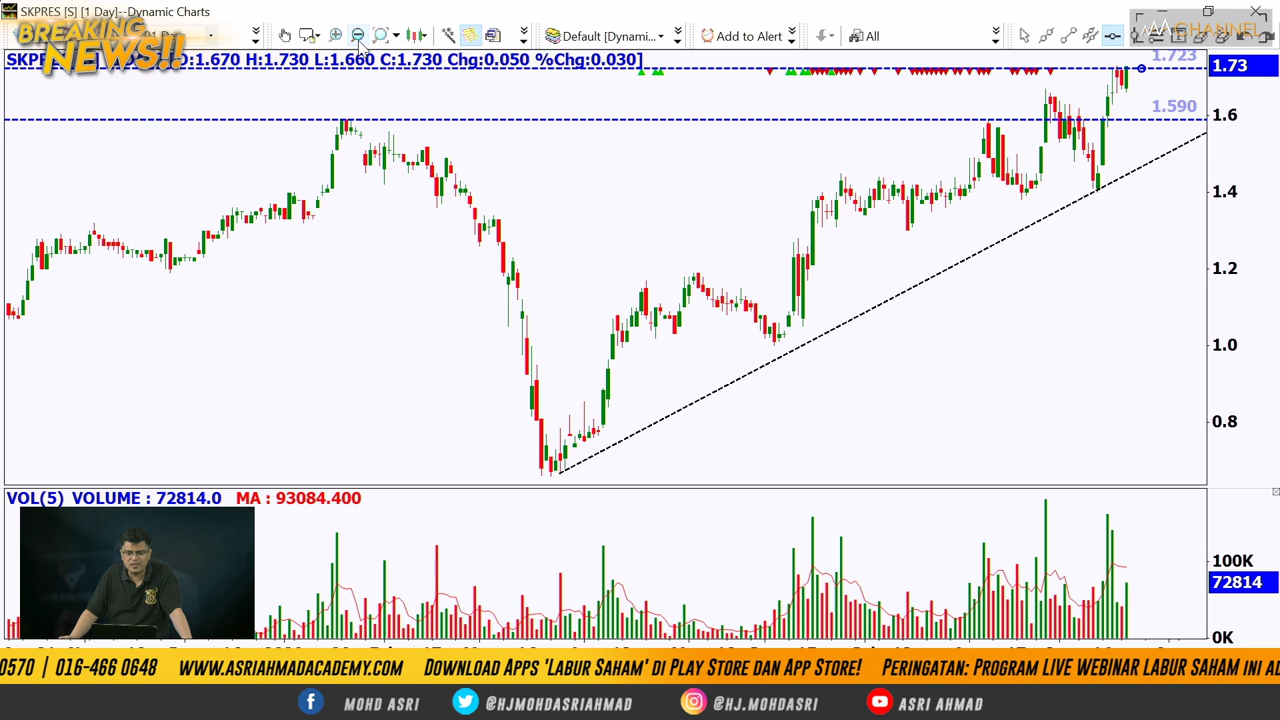 SKPRES [S] [1 Day]--Dynamic Charts
BREAKING
NEWS!!
Default [Dynami...
Add to Alert
All
CHANNEL
O:1.670 H:1.730 L:1.660 C:1.730 Chg:0.050 %Chg:0.030]
1.723
1.73
1.590
1.6
1.4
1.2
1.0
0.8
VOL(5) VOLUME : 72814.0 MA : 93084.400
100K
72814
0K
0570 | 016-466 0648 WWW.ASRIAHMADACADEMY.COM DOWNLOAD APPS 'LABUR SAHAM' DI PLAY STORE DAN APP STORE! PERINGATAN: PROGRAM LIVE WEBINAR LABUR SAHAM INI AD
MOHD ASRI @HJMOHDASRIAHMAD @HJ.MOHDASRI ASRI AHMAD